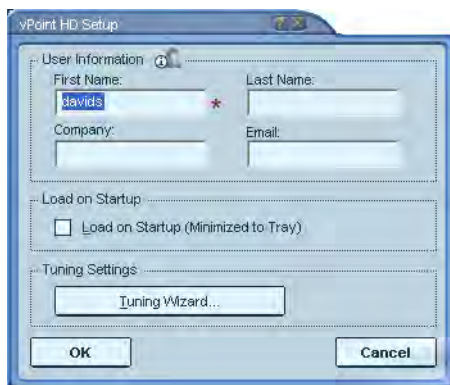 vPoint HD Setup
User Information
First Name:
Last Name:
davids *
Company:
Email:
Load on Startup
Load on Startup (Minimized to Tray)
Tuning Settings
Tuning Wizard...
OK
Cancel